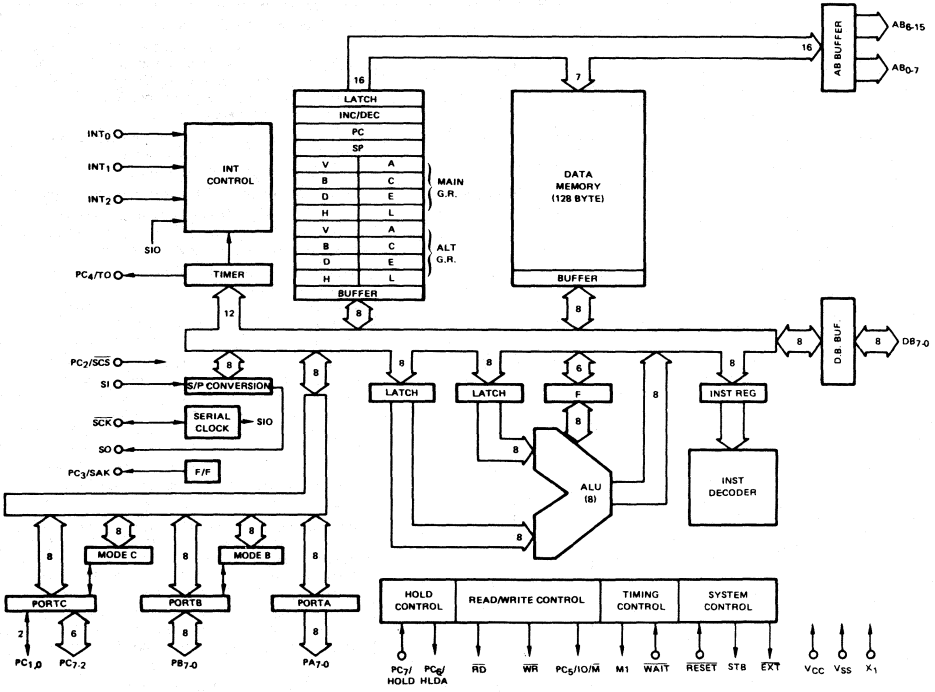 AB6-15
AB BUFFER
16
AB0-7
16
7
LATCH
INC/DEC
PC
SP
V A
B C
D E
H L
MAIN
G.R.
V A
B C
D E
H L
ALT
G.R.
BUFFER
8
DATA
MEMORY
(128 BYTE)
BUFFER
8
INT0
INT1
INT2
SIO
INT
CONTROL
PC4/TO
TIMER
12
8
D.B. BUF.
8
DB7-0
PC2/SCS
SI
S/P CONVERSION
8
8
SCK
SERIAL
CLOCK
SIO
SO
PC3/SAK
F/F
8
LATCH
8
LATCH
6
F
8
8
8
INST REG
8
8
ALU
(8)
INST
DECODER
8
8
MODE C
8
8
MODE B
8
PORTC
PORTB
PORTA
2
6
8
8
PC1,0
PC7-2
PB7-0
PA7-0
HOLD
CONTROL
READ/WRITE CONTROL
TIMING
CONTROL
SYSTEM
CONTROL
PC7/
HOLD
PC6/
HLDA
RD
WR
PC5/IO/M
M1
WAIT
RESET
STB
EXT
VCC
VSS
X1